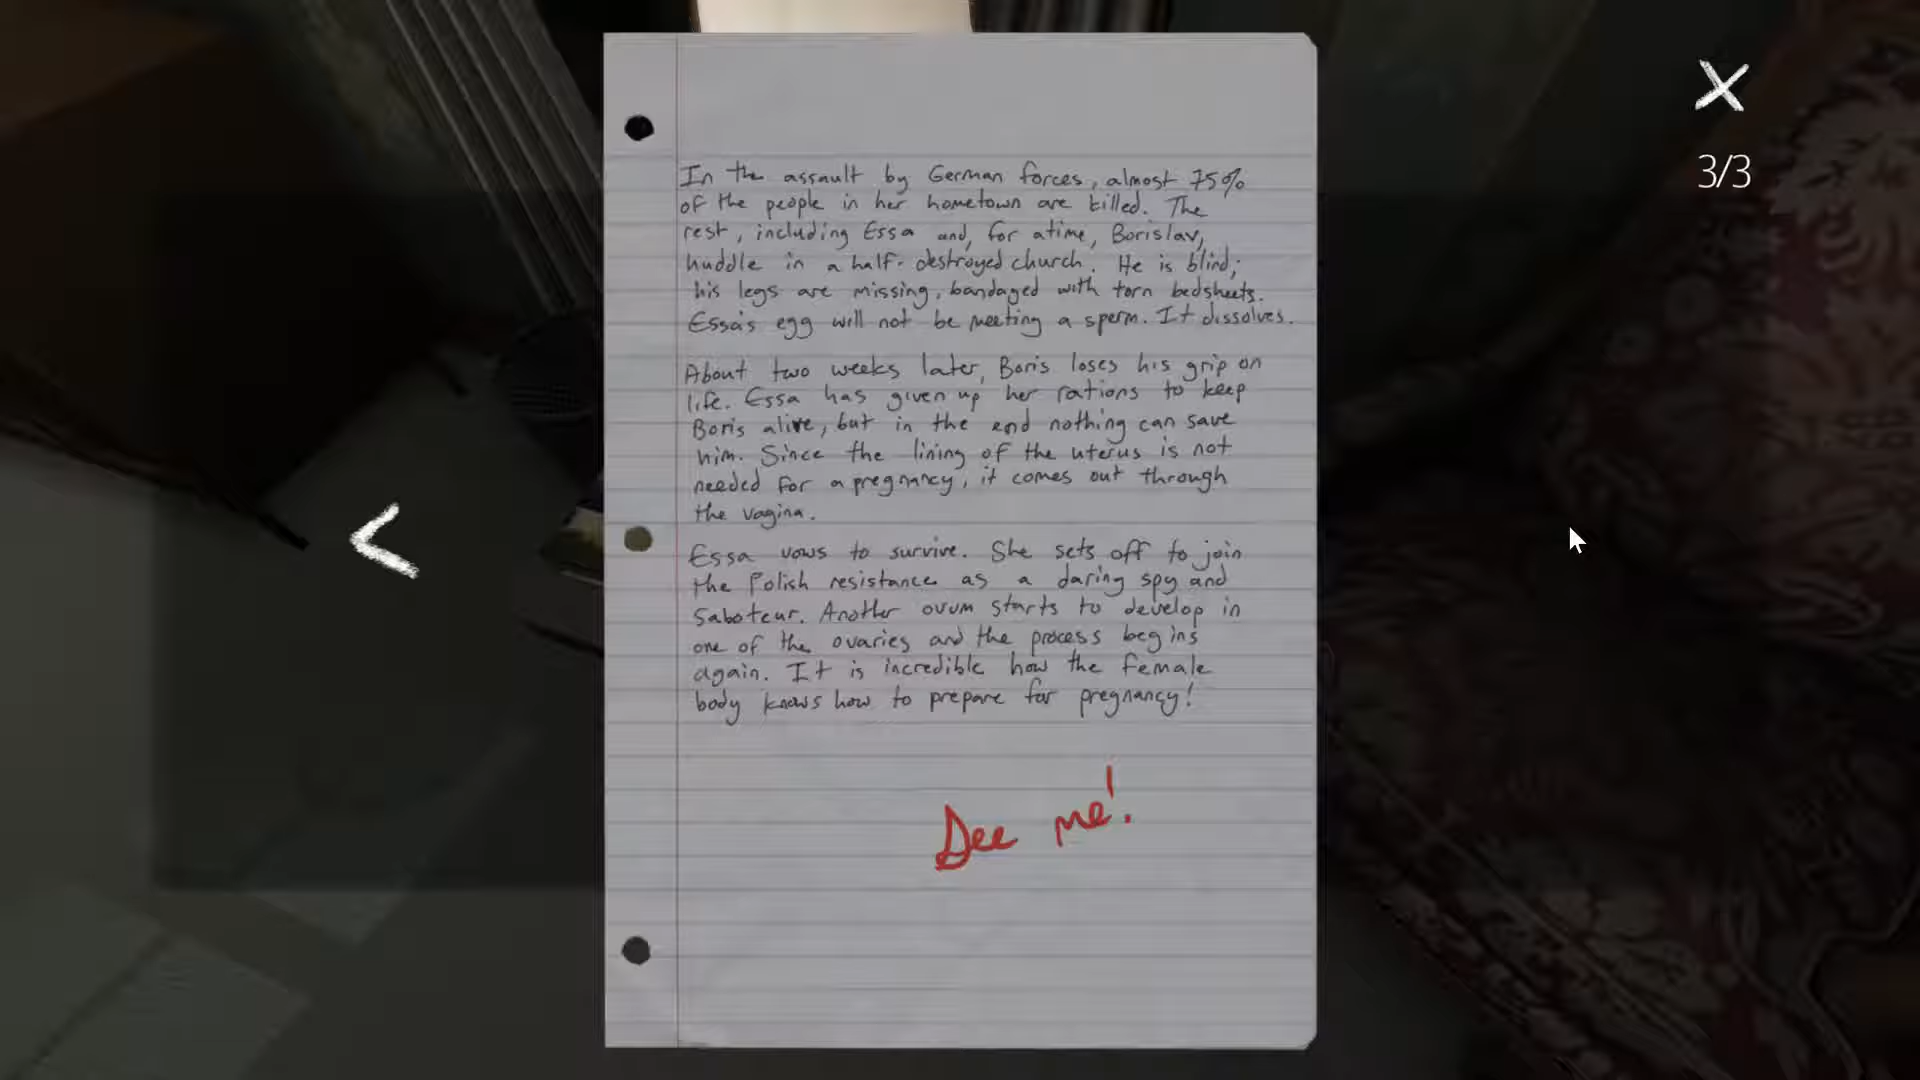 3/3
In the assault by German forces, almost 75%
of the people in her hometown are killed. The
rest, including Essa and, for a time, Borislav,
huddle in a half-destroyed church. He is blind;
his legs are missing, bandaged with torn bedsheets.
Essa's egg will not be meeting a sperm. It dissolves.
About two weeks later, Boris loses his grip on
life. Essa has given up her rations to keep
Boris alive, but in the end nothing can save
him. Since the lining of the uterus is not
needed for a pregnancy, it comes out through
the vagina.
Essa vows to survive. She sets off to join
the Polish resistance as a daring spy and
saboteur. Another ovum starts to develop in
one of the ovaries and the process begins
again. It is incredible how the female
body knows how to prepare for pregnancy!
See me!